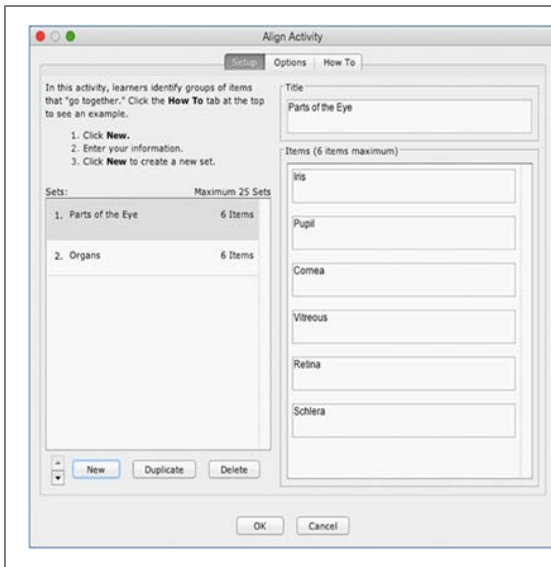 Align Activity
Setup Options How To
In this activity, learners identify groups of items
that "go together." Click the How To tab at the top
to see an example.
1. Click New.
2. Enter your information.
3. Click New to create a new set.
Sets: Maximum 25 Sets
1. Parts of the Eye 6 Items
2. Organs 6 Items
New Duplicate Delete
Title
Parts of the Eye
Items (6 items maximum)
Iris
Pupil
Cornea
Vitreous
Retina
Schlera
OK Cancel